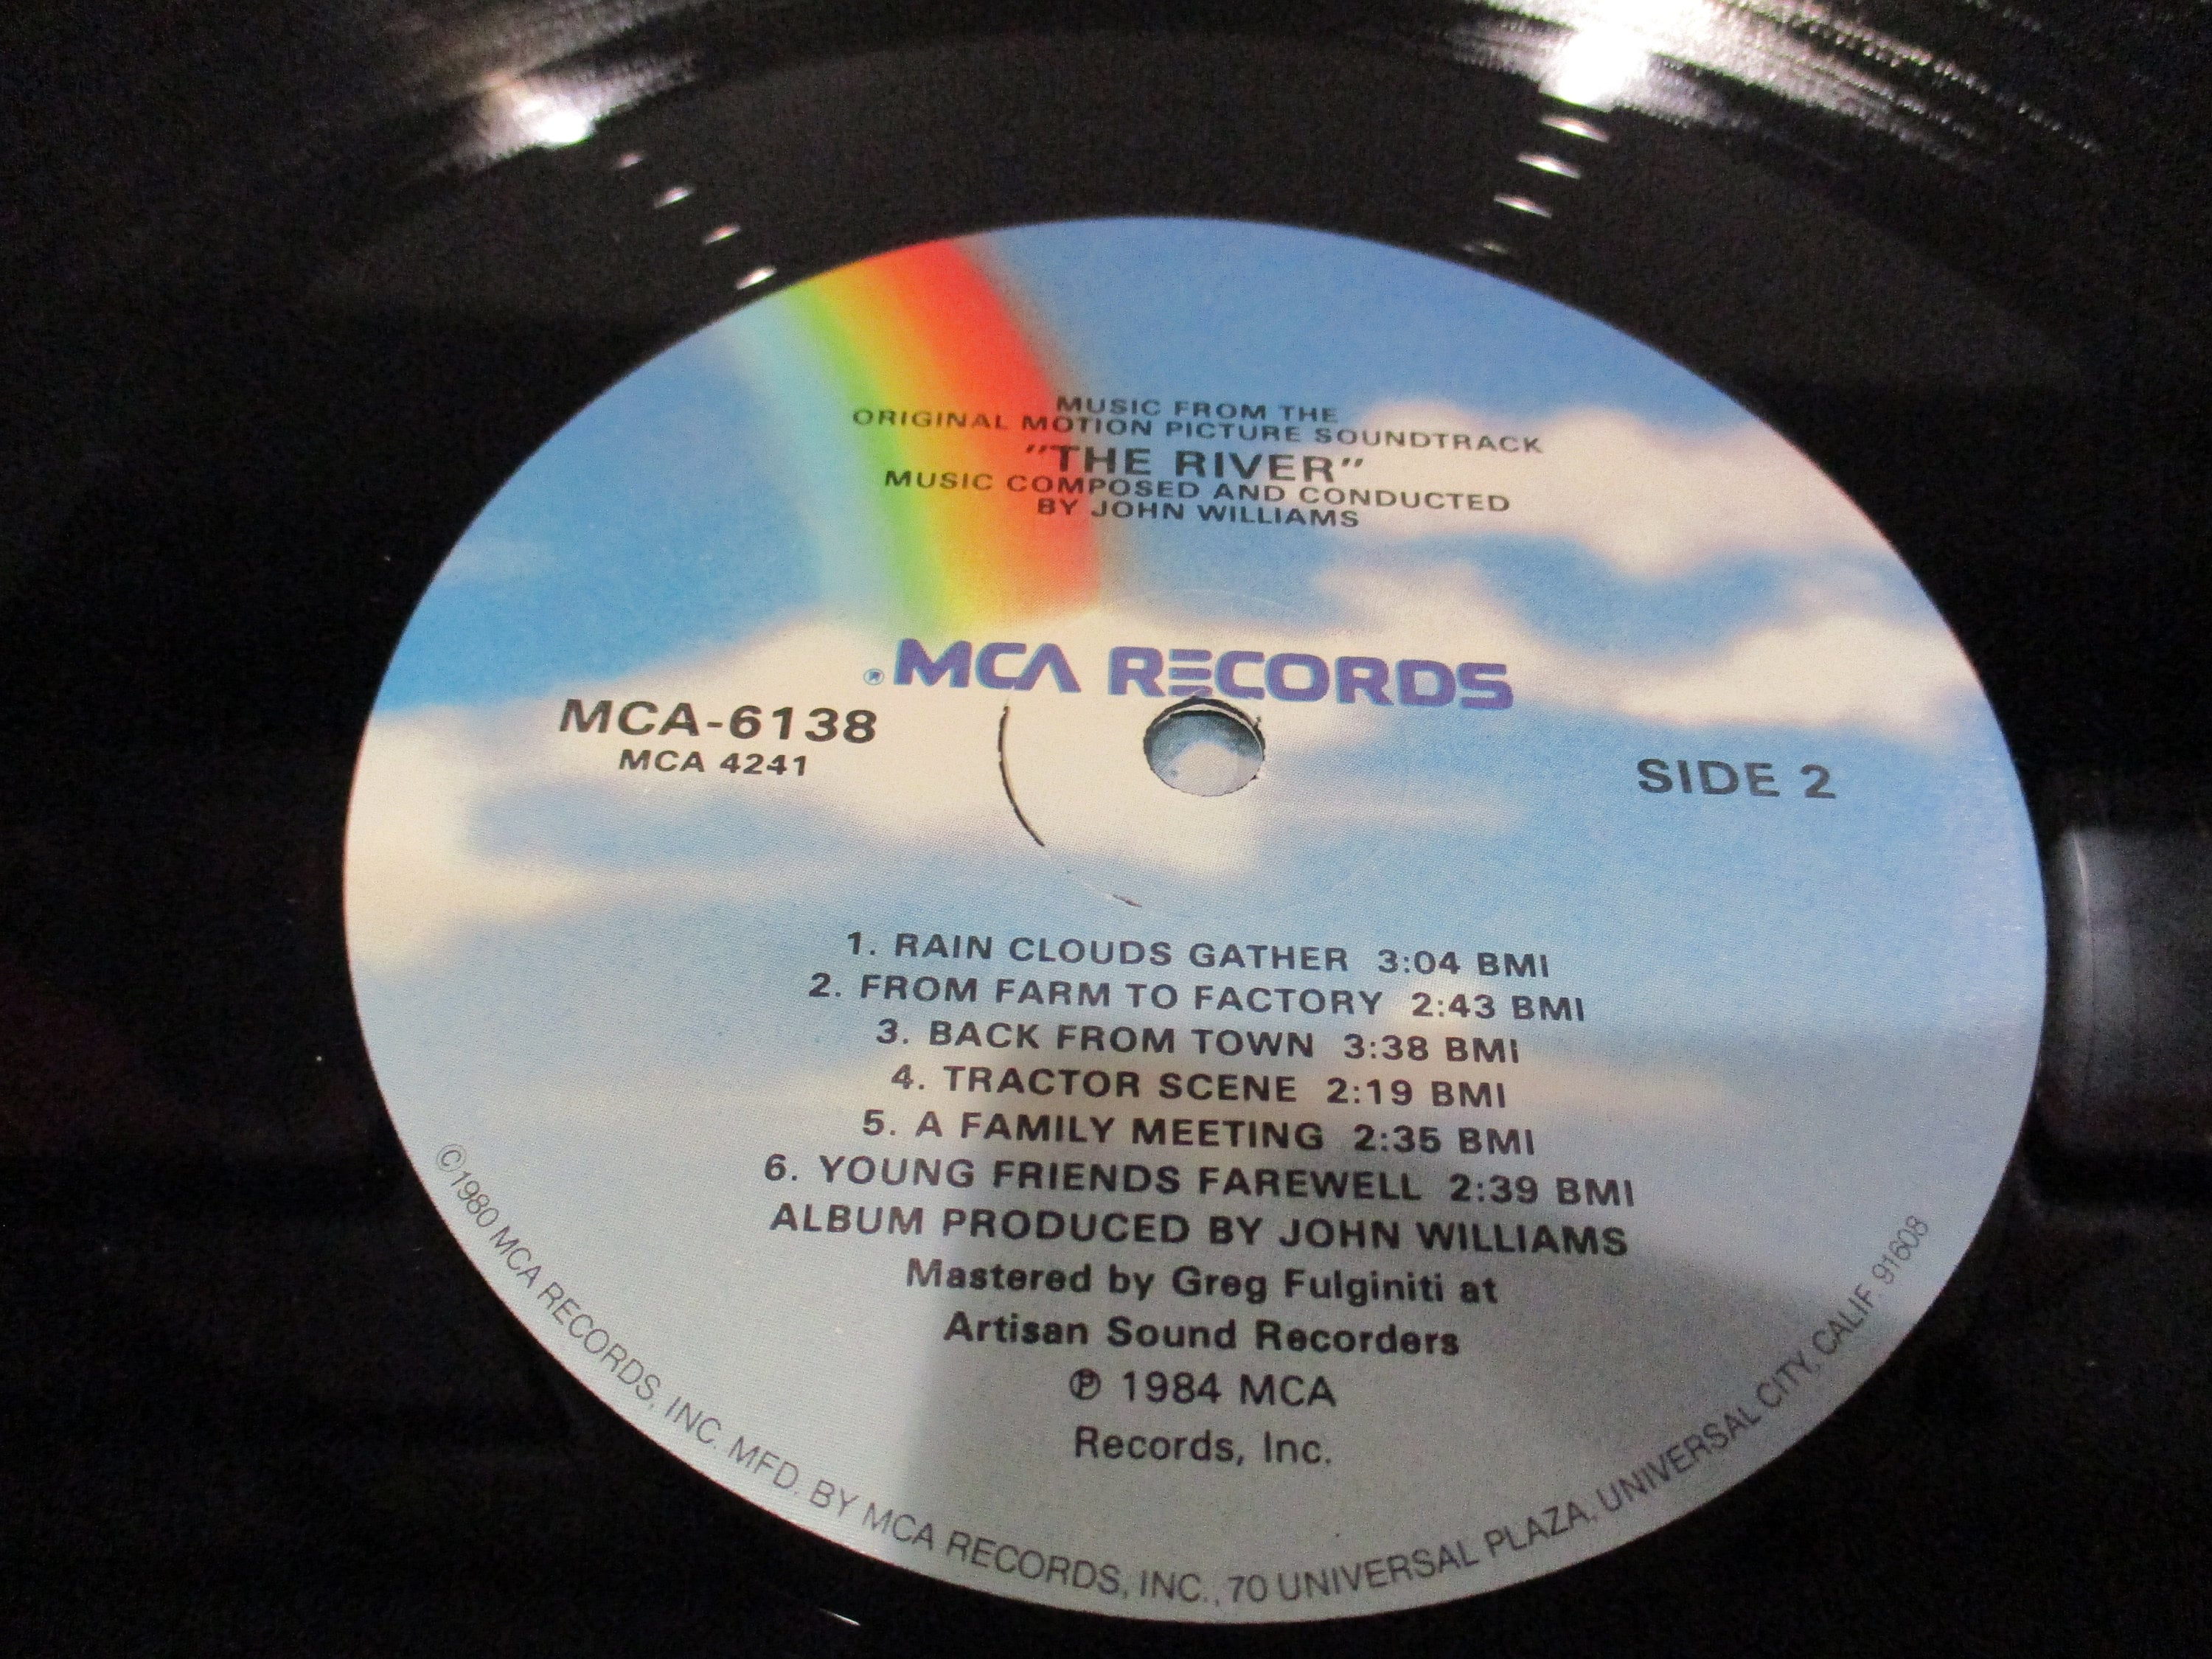 MUSIC FROM THE
ORIGINAL MOTION PICTURE SOUNDTRACK
"THE RIVER"
MUSIC COMPOSED AND CONDUCTED
BY JOHN WILLIAMS
® MCA RECORDS
MCA-6138
MCA 4241
SIDE 2
1. RAIN CLOUDS GATHER 3:04 BMI
2. FROM FARM TO FACTORY 2:43 BMI
3. BACK FROM TOWN 3:38 BMI
4. TRACTOR SCENE 2:19 BMI
5. A FAMILY MEETING 2:35 BMI
6. YOUNG FRIENDS FAREWELL 2:39 BMI
ALBUM PRODUCED BY JOHN WILLIAMS
Mastered by Greg Fulginiti at
Artisan Sound Recorders
℗ 1984 MCA
Records, Inc.
©1980 MCA RECORDS, INC. MFD. BY MCA RECORDS, INC., 70 UNIVERSAL PLAZA, UNIVERSAL CITY, CALIF. 91608